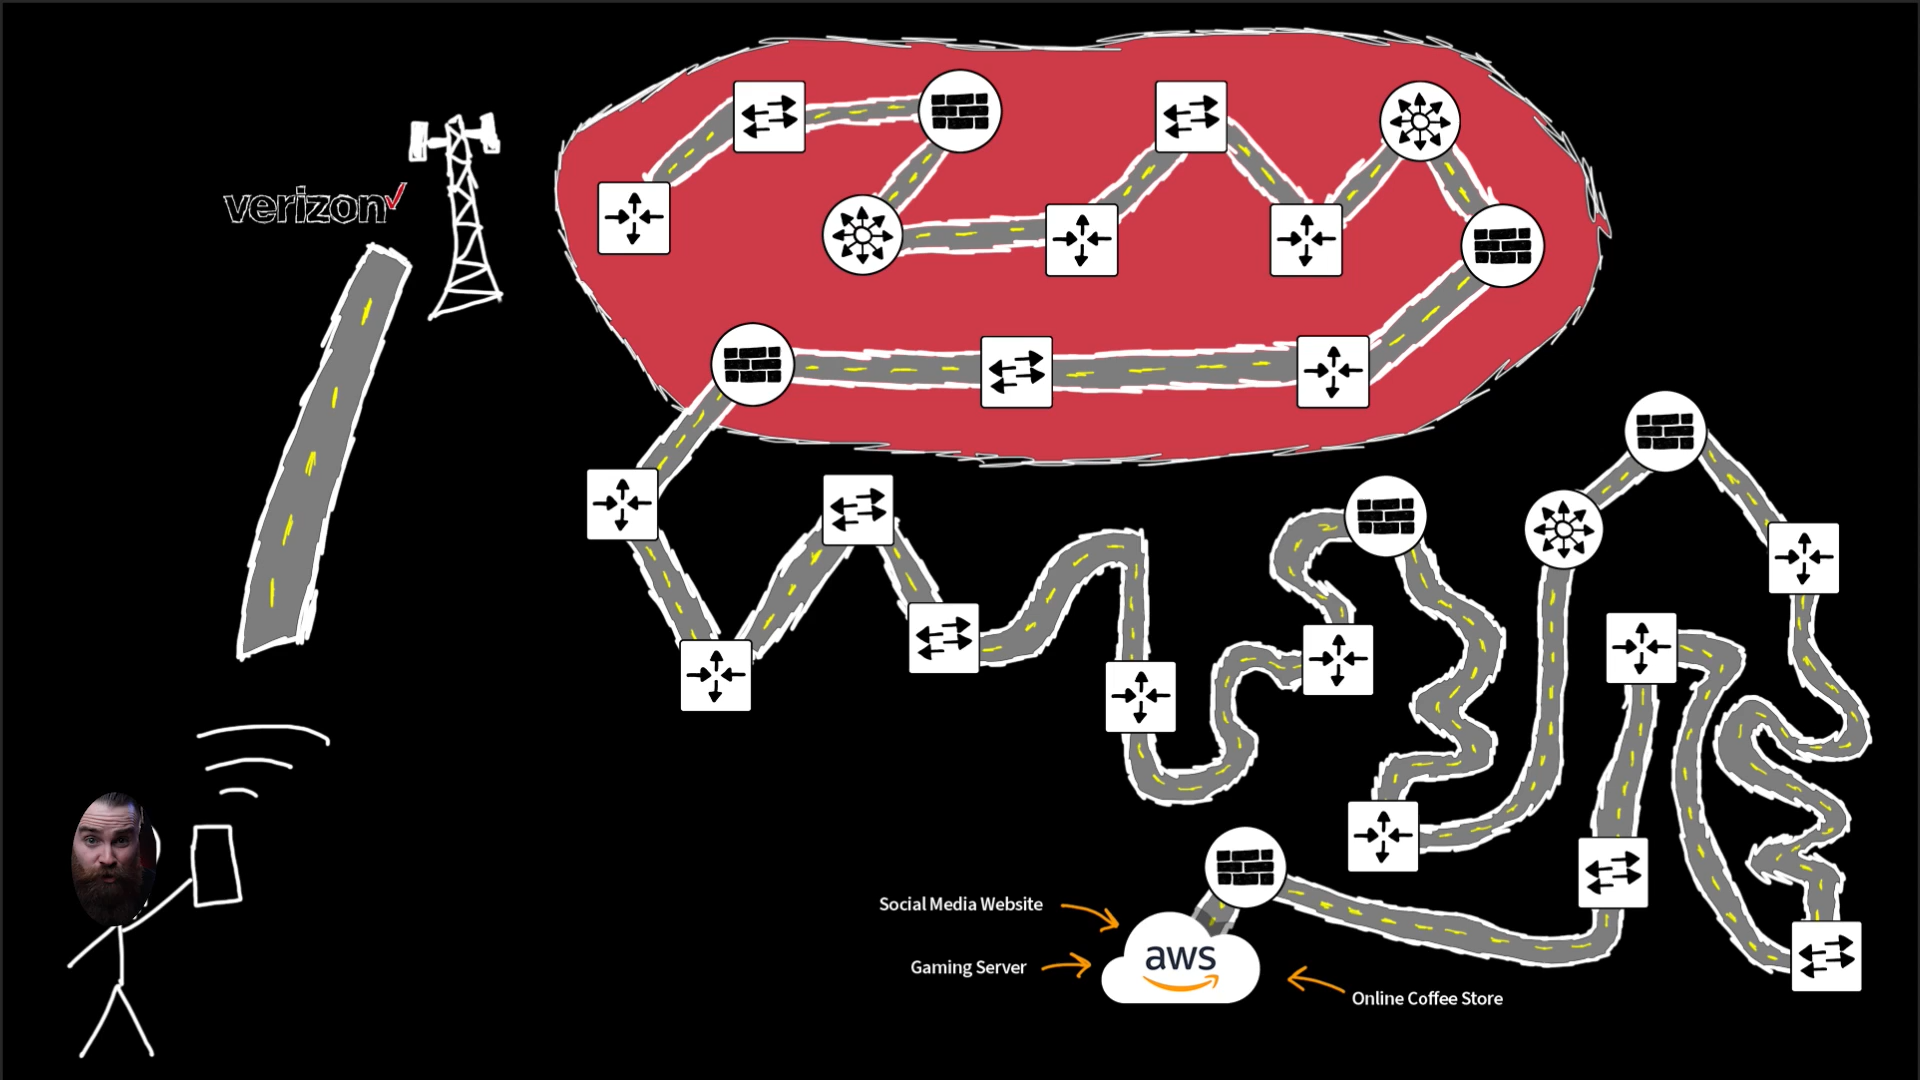 verizon
Social Media Website
aws
Gaming Server
Online Coffee Store